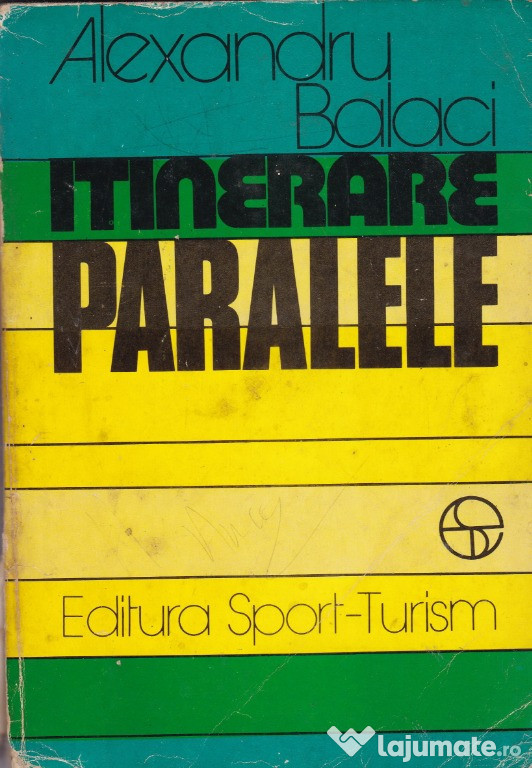 Alexandru
Balaci
ITINERARE
PARALELE
Editura Sport-Turism
lajumate.ro